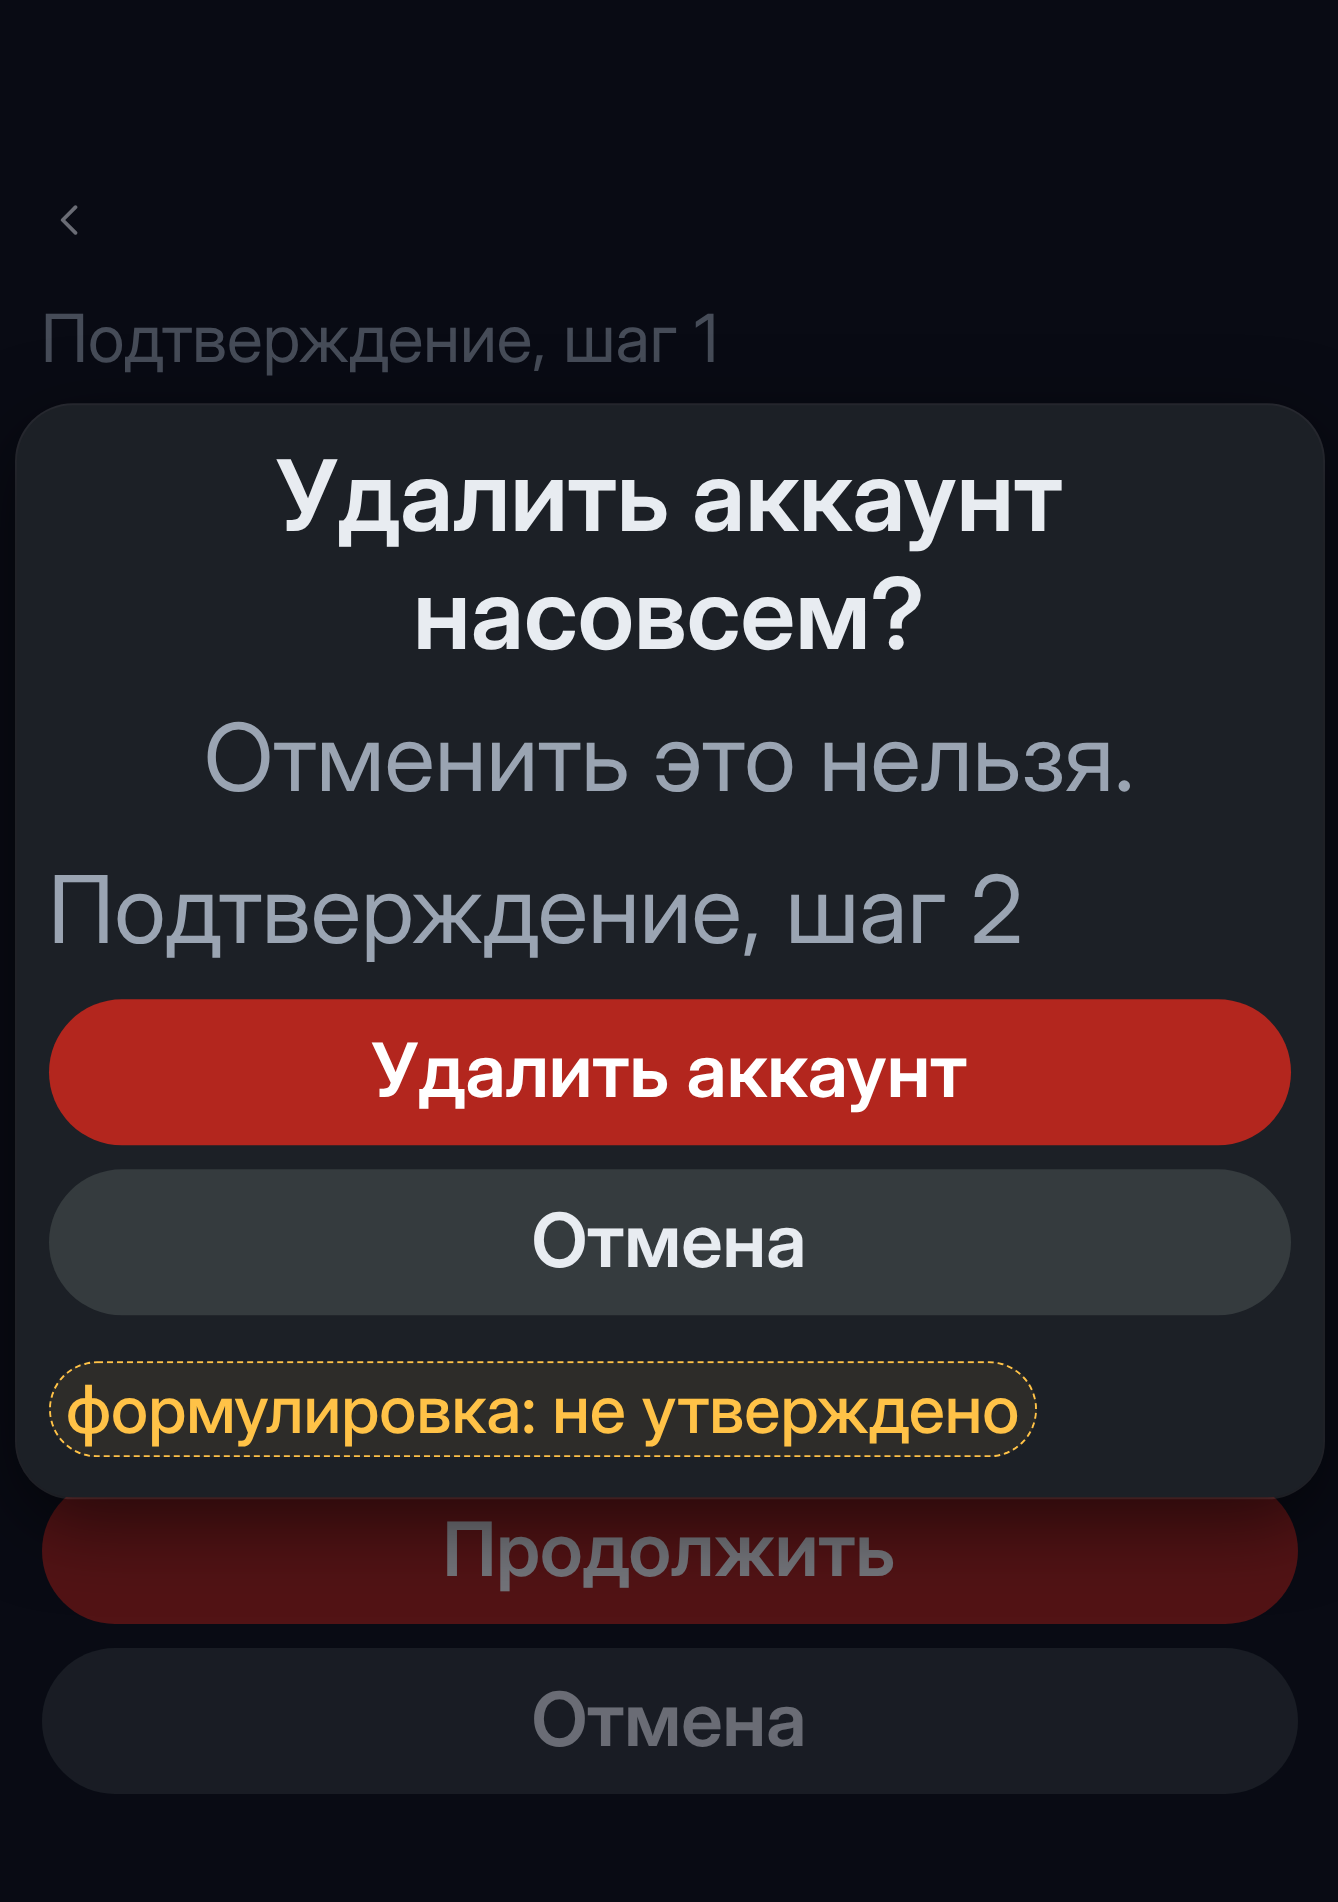 Подтверждение, шаг 1
Удалить аккаунт
насовсем?
Отменить это нельзя.
Подтверждение, шаг 2
Удалить аккаунт
Отмена
формулировка: не утверждено
Продолжить
Отмена